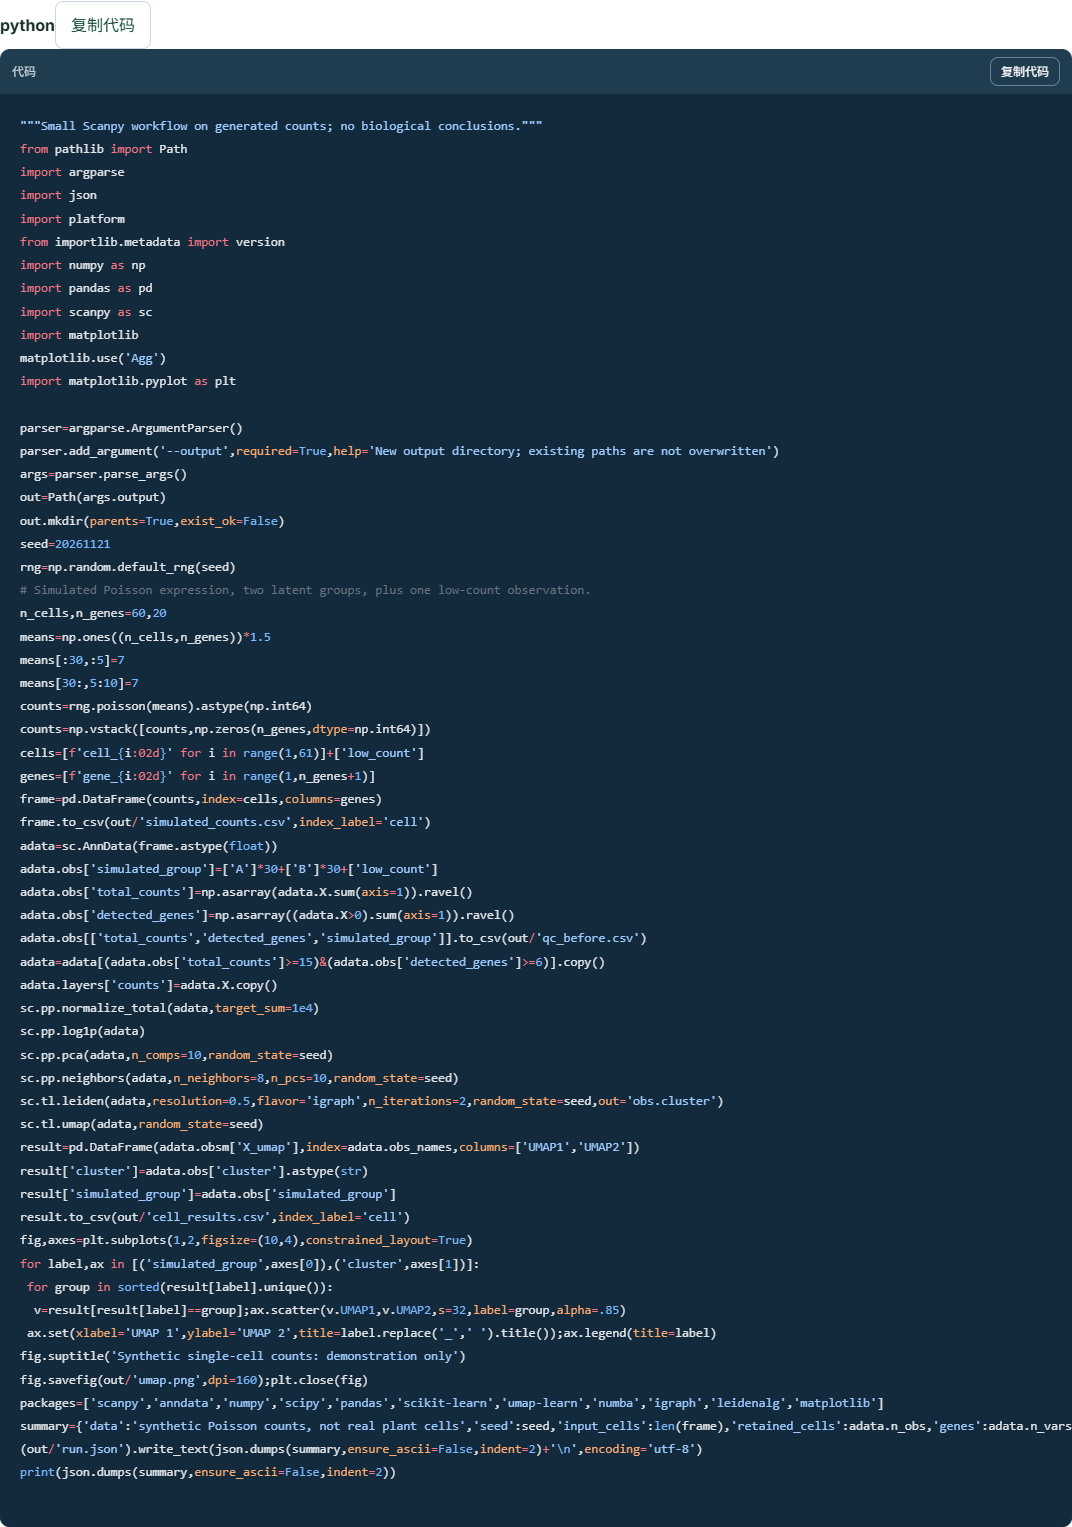 python 复制代码
代码 复制代码
"""Small Scanpy workflow on generated counts; no biological conclusions."""
from pathlib import Path
import argparse
import json
import platform
from importlib.metadata import version
import numpy as np
import pandas as pd
import scanpy as sc
import matplotlib
matplotlib.use('Agg')
import matplotlib.pyplot as plt

parser=argparse.ArgumentParser()
parser.add_argument('--output',required=True,help='New output directory; existing paths are not overwritten')
args=parser.parse_args()
out=Path(args.output)
out.mkdir(parents=True,exist_ok=False)
seed=20261121
rng=np.random.default_rng(seed)
# Simulated Poisson expression, two latent groups, plus one low-count observation.
n_cells,n_genes=60,20
means=np.ones((n_cells,n_genes))*1.5
means[:30,:5]=7
means[30:,5:10]=7
counts=rng.poisson(means).astype(np.int64)
counts=np.vstack([counts,np.zeros(n_genes,dtype=np.int64)])
cells=[f'cell_{i:02d}' for i in range(1,61)]+['low_count']
genes=[f'gene_{i:02d}' for i in range(1,n_genes+1)]
frame=pd.DataFrame(counts,index=cells,columns=genes)
frame.to_csv(out/'simulated_counts.csv',index_label='cell')
adata=sc.AnnData(frame.astype(float))
adata.obs['simulated_group']=['A']*30+['B']*30+['low_count']
adata.obs['total_counts']=np.asarray(adata.X.sum(axis=1)).ravel()
adata.obs['detected_genes']=np.asarray((adata.X>0).sum(axis=1)).ravel()
adata.obs[['total_counts','detected_genes','simulated_group']].to_csv(out/'qc_before.csv')
adata=adata[(adata.obs['total_counts']>=15)&(adata.obs['detected_genes']>=6)].copy()
adata.layers['counts']=adata.X.copy()
sc.pp.normalize_total(adata,target_sum=1e4)
sc.pp.log1p(adata)
sc.pp.pca(adata,n_comps=10,random_state=seed)
sc.pp.neighbors(adata,n_neighbors=8,n_pcs=10,random_state=seed)
sc.tl.leiden(adata,resolution=0.5,flavor='igraph',n_iterations=2,random_state=seed,out='obs.cluster')
sc.tl.umap(adata,random_state=seed)
result=pd.DataFrame(adata.obsm['X_umap'],index=adata.obs_names,columns=['UMAP1','UMAP2'])
result['cluster']=adata.obs['cluster'].astype(str)
result['simulated_group']=adata.obs['simulated_group']
result.to_csv(out/'cell_results.csv',index_label='cell')
fig,axes=plt.subplots(1,2,figsize=(10,4),constrained_layout=True)
for label,ax in [('simulated_group',axes[0]),('cluster',axes[1])]:
 for group in sorted(result[label].unique()):
  v=result[result[label]==group];ax.scatter(v.UMAP1,v.UMAP2,s=32,label=group,alpha=.85)
 ax.set(xlabel='UMAP 1',ylabel='UMAP 2',title=label.replace('_',' ').title());ax.legend(title=label)
fig.suptitle('Synthetic single-cell counts: demonstration only')
fig.savefig(out/'umap.png',dpi=160);plt.close(fig)
packages=['scanpy','anndata','numpy','scipy','pandas','scikit-learn','umap-learn','numba','igraph','leidenalg','matplotlib']
summary={'data':'synthetic Poisson counts, not real plant cells','seed':seed,'input_cells':len(frame),'retained_cells':adata.n_obs,'genes':adata.n_vars
(out/'run.json').write_text(json.dumps(summary,ensure_ascii=False,indent=2)+'\n',encoding='utf-8')
print(json.dumps(summary,ensure_ascii=False,indent=2))